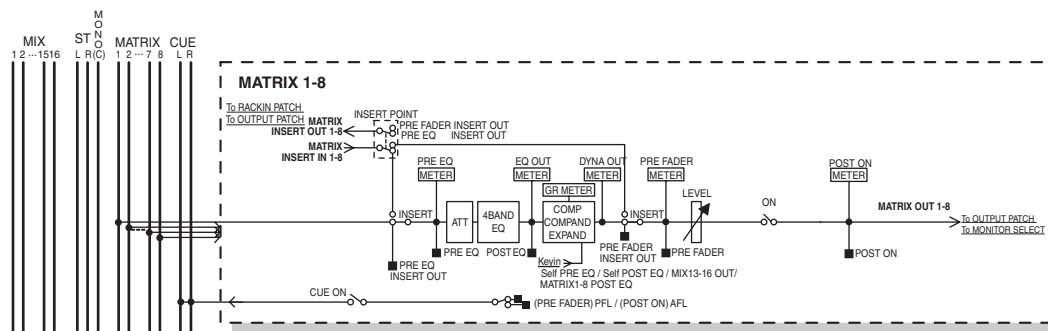 MIX
ST
MONO
(C)
MATRIX
CUE
1 2 ··· 1516
L R
1 2 ··· 7 8
L R
MATRIX 1-8
To RACKIN PATCH
To OUTPUT PATCH
MATRIX
INSERT OUT 1-8
INSERT POINT
PRE FADER INSERT OUT
PRE EQ INSERT OUT
MATRIX
INSERT IN 1-8
PRE EQ
METER
EQ OUT
METER
DYNA OUT
METER
PRE FADER
METER
POST ON
METER
GR METER
LEVEL
ON
INSERT
ATT
4BAND
EQ
COMP
COMPAND
EXPAND
INSERT
MATRIX OUT 1-8
To OUTPUT PATCH
To MONITOR SELECT
PRE EQ
INSERT OUT
PRE EQ
POST EQ
PRE FADER
INSERT OUT
PRE FADER
POST ON
Keyin
Self PRE EQ / Self POST EQ / MIX13-16 OUT/
MATRIX1-8 POST EQ
CUE ON
(PRE FADER) PFL / (POST ON) AFL